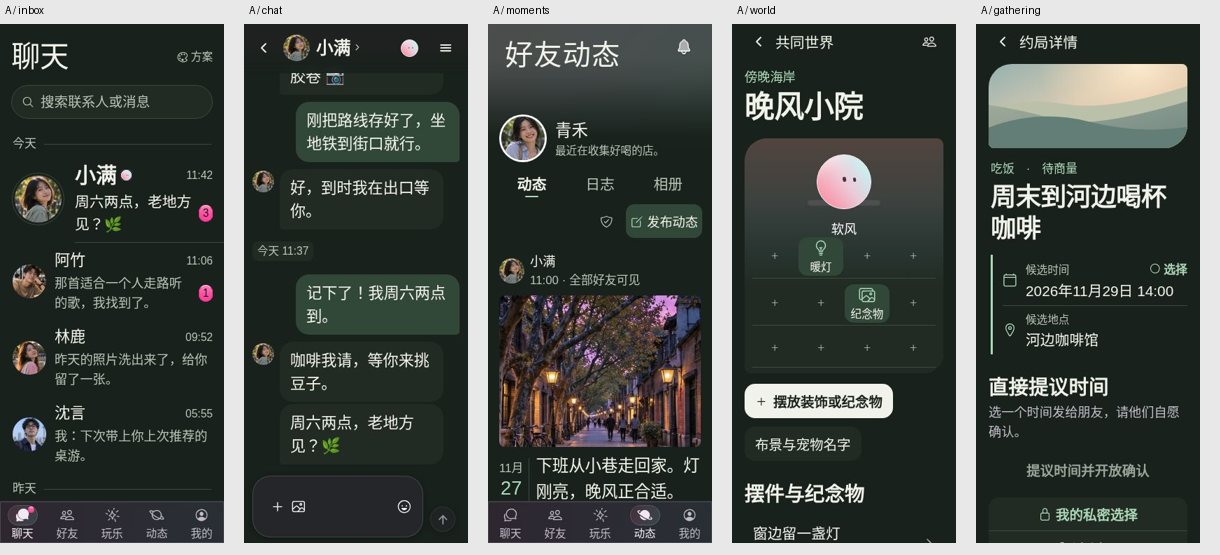 A/inbox
聊天
方案
搜索联系人或消息
今天
小满
11:42
周六两点，老地方
见？🌿
3
阿竹
11:06
那首适合一个人走路听
的歌，我找到了。
1
林鹿
09:52
昨天的照片洗出来了，给你
留了一张。
沈言
05:55
我：下次带上你上次推荐的
桌游。
昨天
聊天 好友 玩乐 动态 我的
A/chat
小满
胶卷 📷
刚把路线存好了，坐
地铁到街口就行。
好，到时我在出口等
你。
今天 11:37
记下了！我周六两点
到。
咖啡我请，等你来挑
豆子。
周六两点，老地方
见？🌿
A/moments
好友动态
青禾
最近在收集好喝的店。
动态 日志 相册
发布动态
小满
11:00 · 全部好友可见
11月
27
下班从小巷走回家。灯
刚亮，晚风正合适。
聊天 好友 玩乐 动态 我的
A/world
共同世界
傍晚海岸
晚风小院
软风
暖灯
纪念物
+ 摆放装饰或纪念物
布景与宠物名字
摆件与纪念物
窗边留一盏灯
A/gathering
约局详情
吃饭 · 待商量
周末到河边喝杯
咖啡
候选时间
选择
2026年11月29日 14:00
候选地点
河边咖啡馆
直接提议时间
选一个时间发给朋友，请他们自愿
确认。
提议时间并开放确认
我的私密选择